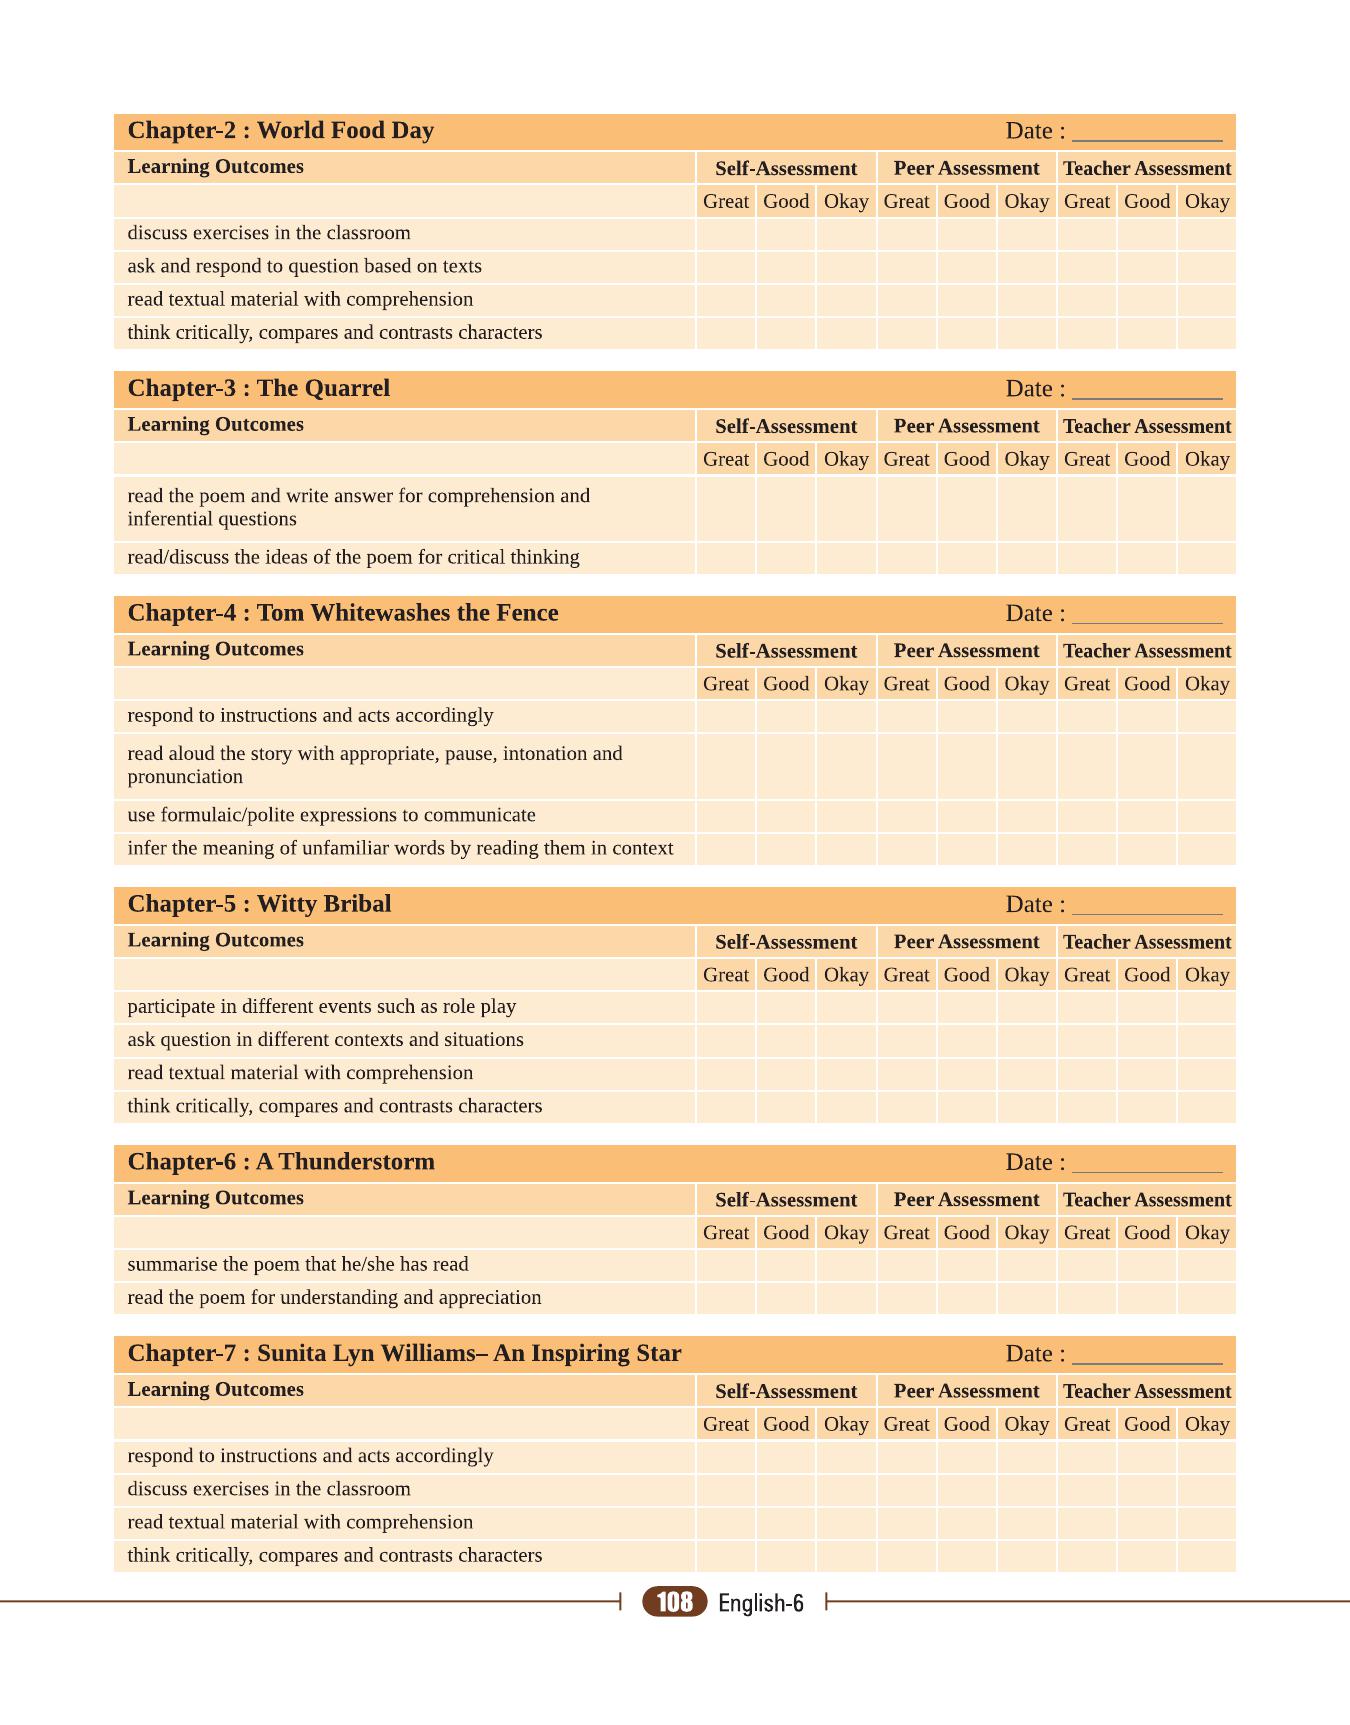 Chapter-2 : World Food Day Date : ____________
Learning Outcomes Self-Assessment Peer Assessment Teacher Assessment
Great Good Okay Great Good Okay Great Good Okay
discuss exercises in the classroom
ask and respond to question based on texts
read textual material with comprehension
think critically, compares and contrasts characters
Chapter-3 : The Quarrel Date : ____________
Learning Outcomes Self-Assessment Peer Assessment Teacher Assessment
Great Good Okay Great Good Okay Great Good Okay
read the poem and write answer for comprehension and
inferential questions
read/discuss the ideas of the poem for critical thinking
Chapter-4 : Tom Whitewashes the Fence Date : ____________
Learning Outcomes Self-Assessment Peer Assessment Teacher Assessment
Great Good Okay Great Good Okay Great Good Okay
respond to instructions and acts accordingly
read aloud the story with appropriate, pause, intonation and
pronunciation
use formulaic/polite expressions to communicate
infer the meaning of unfamiliar words by reading them in context
Chapter-5 : Witty Bribal Date : ____________
Learning Outcomes Self-Assessment Peer Assessment Teacher Assessment
Great Good Okay Great Good Okay Great Good Okay
participate in different events such as role play
ask question in different contexts and situations
read textual material with comprehension
think critically, compares and contrasts characters
Chapter-6 : A Thunderstorm Date : ____________
Learning Outcomes Self-Assessment Peer Assessment Teacher Assessment
Great Good Okay Great Good Okay Great Good Okay
summarise the poem that he/she has read
read the poem for understanding and appreciation
Chapter-7 : Sunita Lyn Williams– An Inspiring Star Date : ____________
Learning Outcomes Self-Assessment Peer Assessment Teacher Assessment
Great Good Okay Great Good Okay Great Good Okay
respond to instructions and acts accordingly
discuss exercises in the classroom
read textual material with comprehension
think critically, compares and contrasts characters
108 English-6